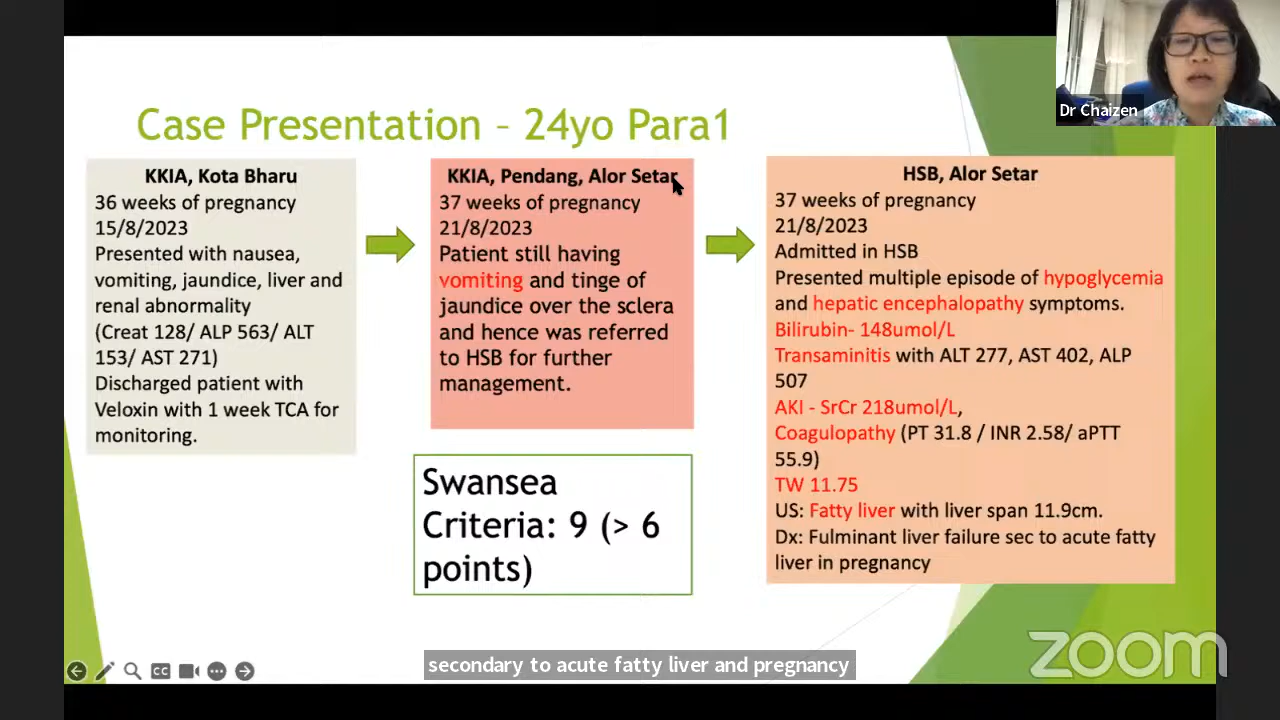 Dr Chaizen
Case Presentation – 24yo Para1
KKIA, Kota Bharu
36 weeks of pregnancy
15/8/2023
Presented with nausea,
vomiting, jaundice, liver and
renal abnormality
(Creat 128/ ALP 563/ ALT
153/ AST 271)
Discharged patient with
Veloxin with 1 week TCA for
monitoring.
KKIA, Pendang, Alor Setar
37 weeks of pregnancy
21/8/2023
Patient still having
vomiting and tinge of
jaundice over the sclera
and hence was referred
to HSB for further
management.
Swansea
Criteria: 9 (> 6
points)
HSB, Alor Setar
37 weeks of pregnancy
21/8/2023
Admitted in HSB
Presented multiple episode of hypoglycemia
and hepatic encephalopathy symptoms.
Bilirubin- 148umol/L
Transaminitis with ALT 277, AST 402, ALP
507
AKI - SrCr 218umol/L,
Coagulopathy (PT 31.8 / INR 2.58/ aPTT
55.9)
TW 11.75
US: Fatty liver with liver span 11.9cm.
Dx: Fulminant liver failure sec to acute fatty
liver in pregnancy
CC
secondary to acute fatty liver and pregnancy
zoom